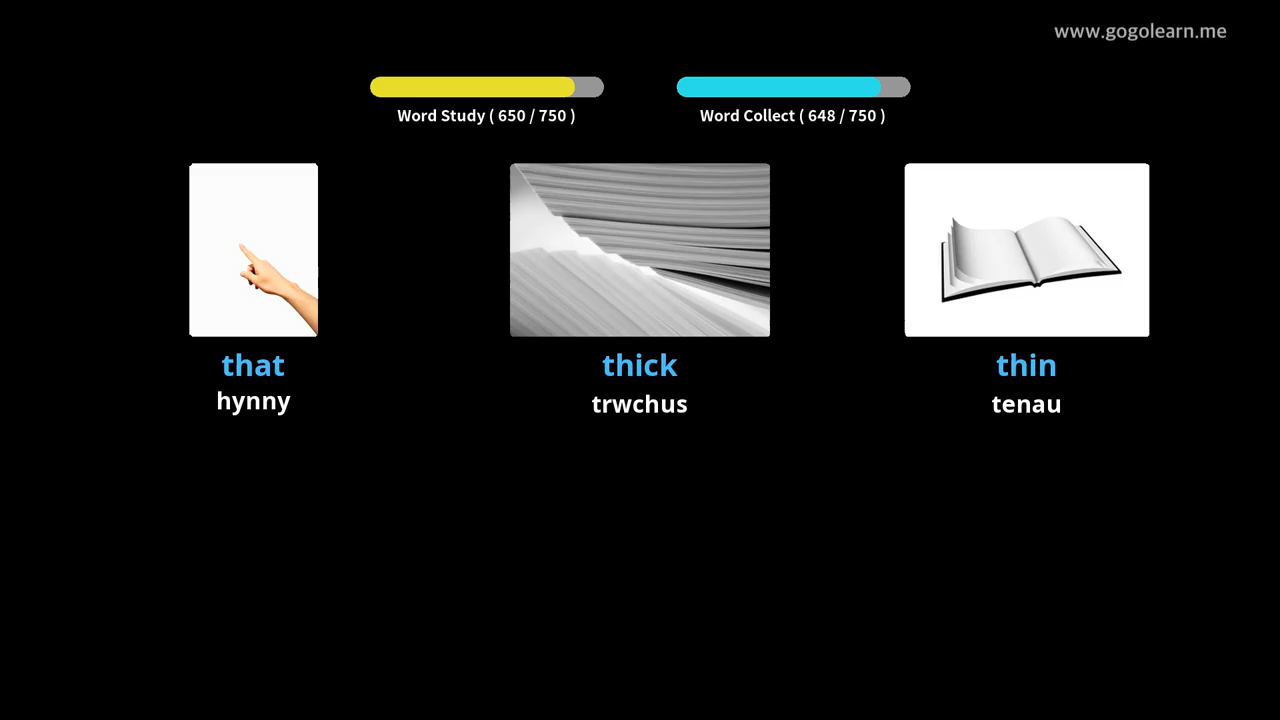 www.gogolearn.me
Word Study ( 650 / 750 )
Word Collect ( 648 / 750 )
that
hynny
thick
trwchus
thin
tenau